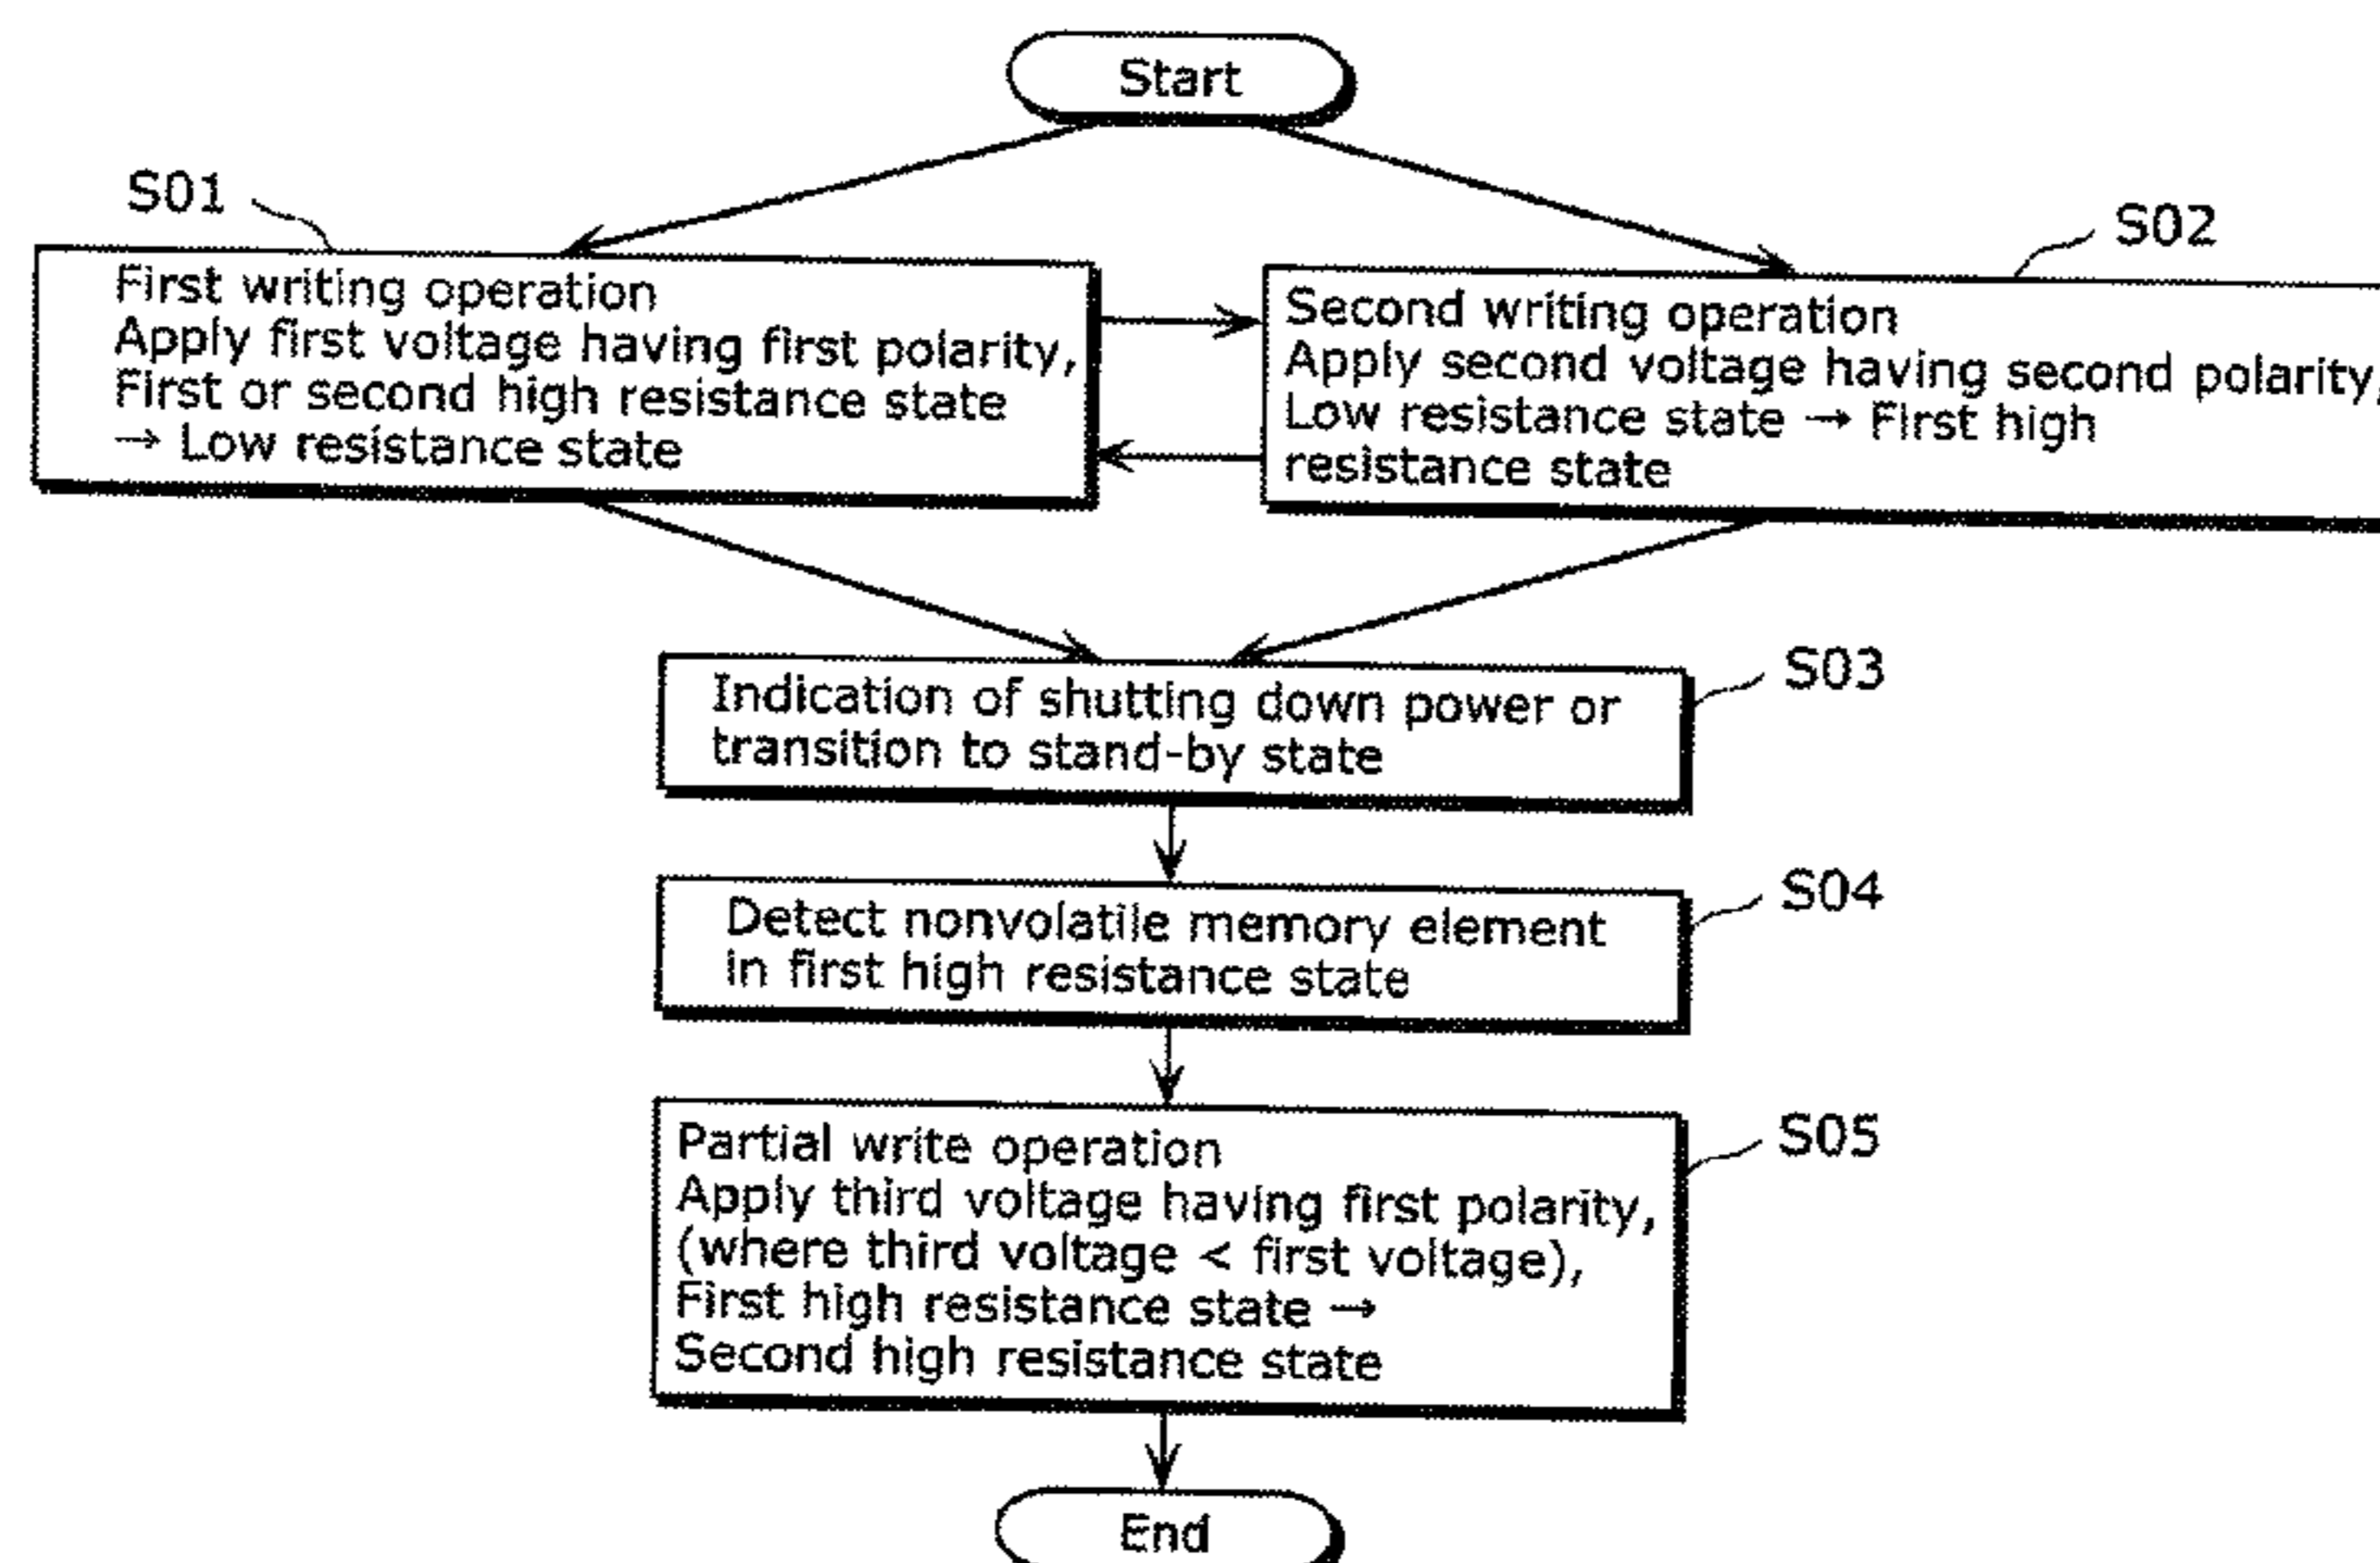 Start
S01
S02
First writing operation
Apply first voltage having first polarity,
First or second high resistance state
→ Low resistance state
Second writing operation
Apply second voltage having second polarity,
Low resistance state → First high
resistance state
S03
Indication of shutting down power or
transition to stand-by state
S04
Detect nonvolatile memory element
in first high resistance state
S05
Partial write operation
Apply third voltage having first polarity,
(where third voltage < first voltage),
First high resistance state →
Second high resistance state
End